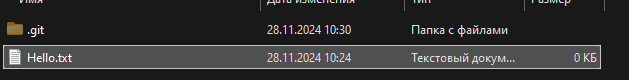 Имя Дата изменения Тип Размер
.git 28.11.2024 10:30 Папка с файлами
Hello.txt 28.11.2024 10:24 Текстовый докум... 0 КБ